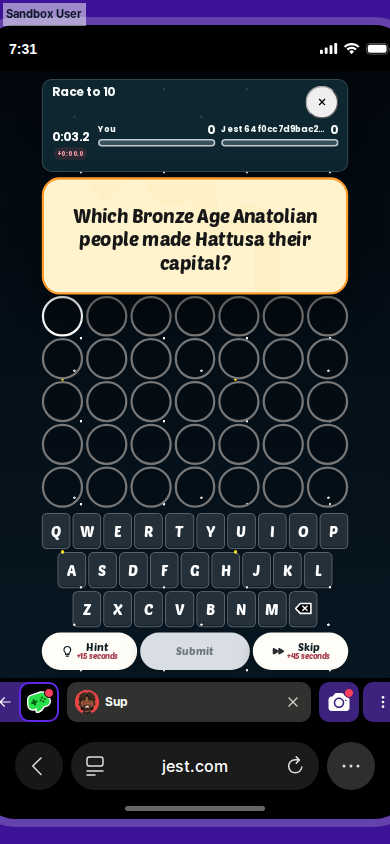 Sandbox User
7:31
Race to 10
×
0:03.2
+0:00.0
You
0
Jest64f0cc7d9bac2...
0
Which Bronze Age Anatolian
people made Hattusa their
capital?
Q W E R T Y U I O P
A S D F G H J K L
Z X C V B N M
Hint
+15 seconds
Submit
Skip
+45 seconds
Sup
jest.com